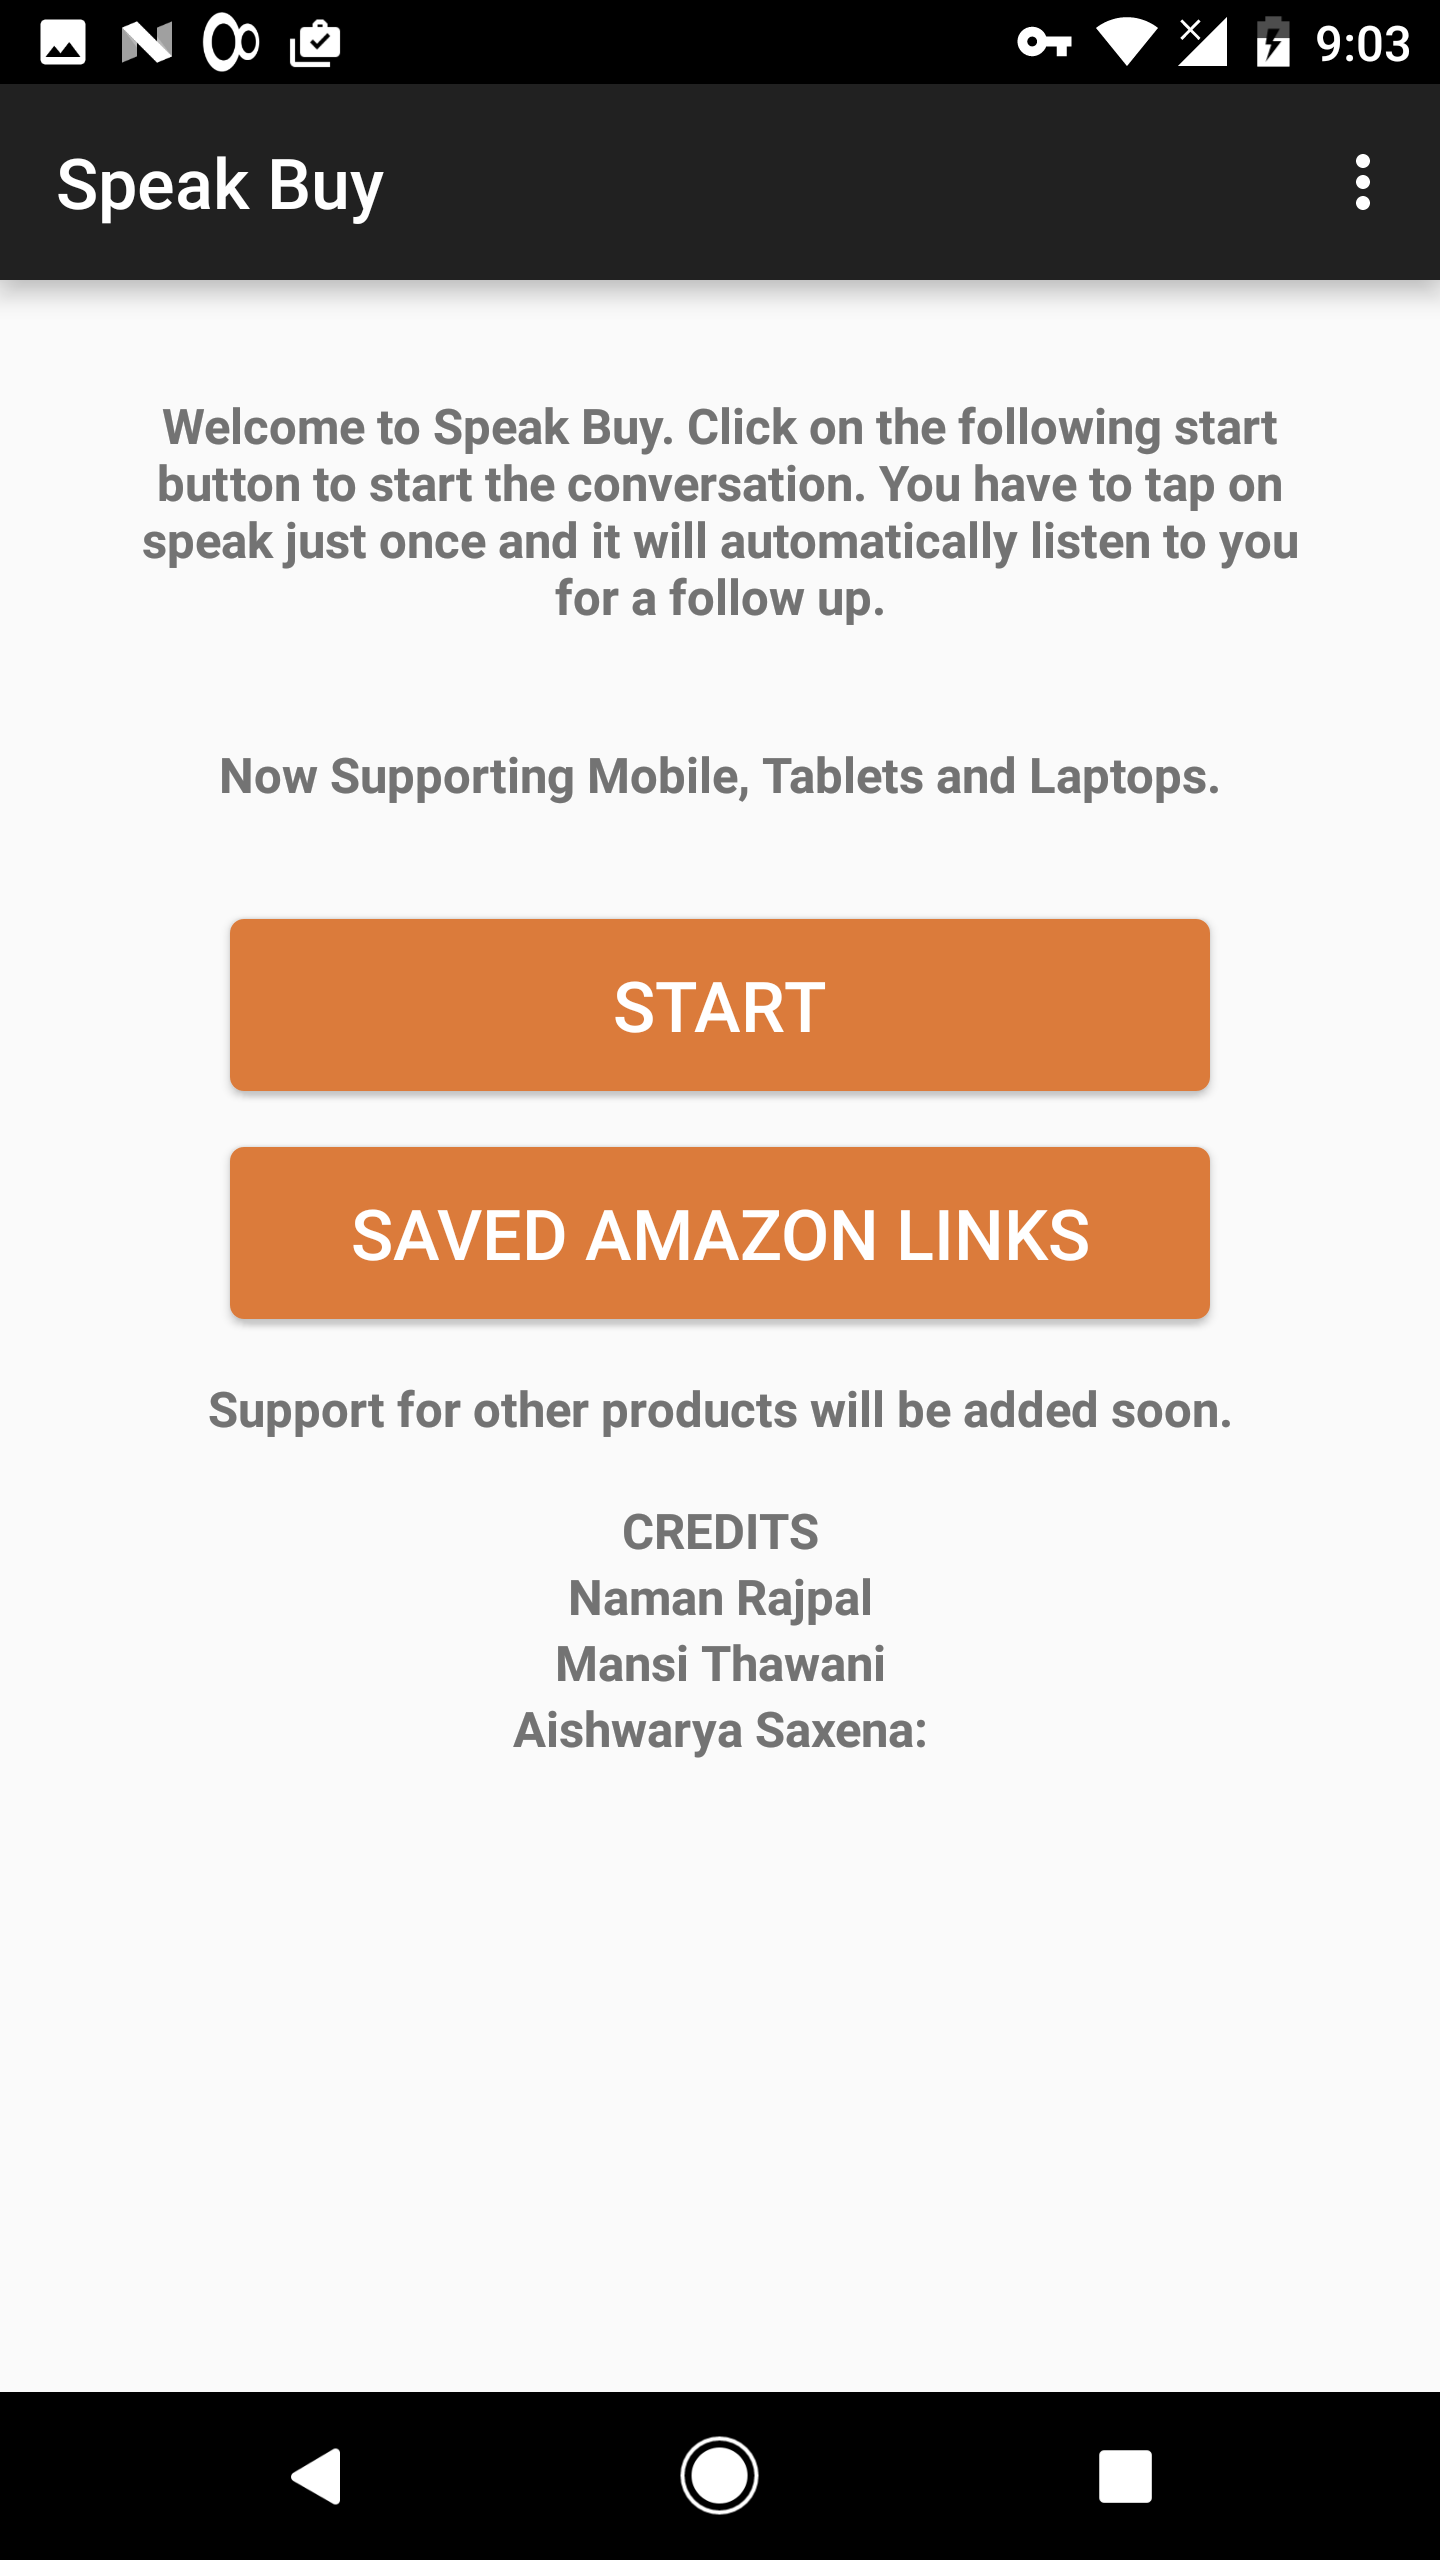 9:03
Speak Buy
Welcome to Speak Buy. Click on the following start
button to start the conversation. You have to tap on
speak just once and it will automatically listen to you
for a follow up.
Now Supporting Mobile, Tablets and Laptops.
START
SAVED AMAZON LINKS
Support for other products will be added soon.
CREDITS
Naman Rajpal
Mansi Thawani
Aishwarya Saxena: